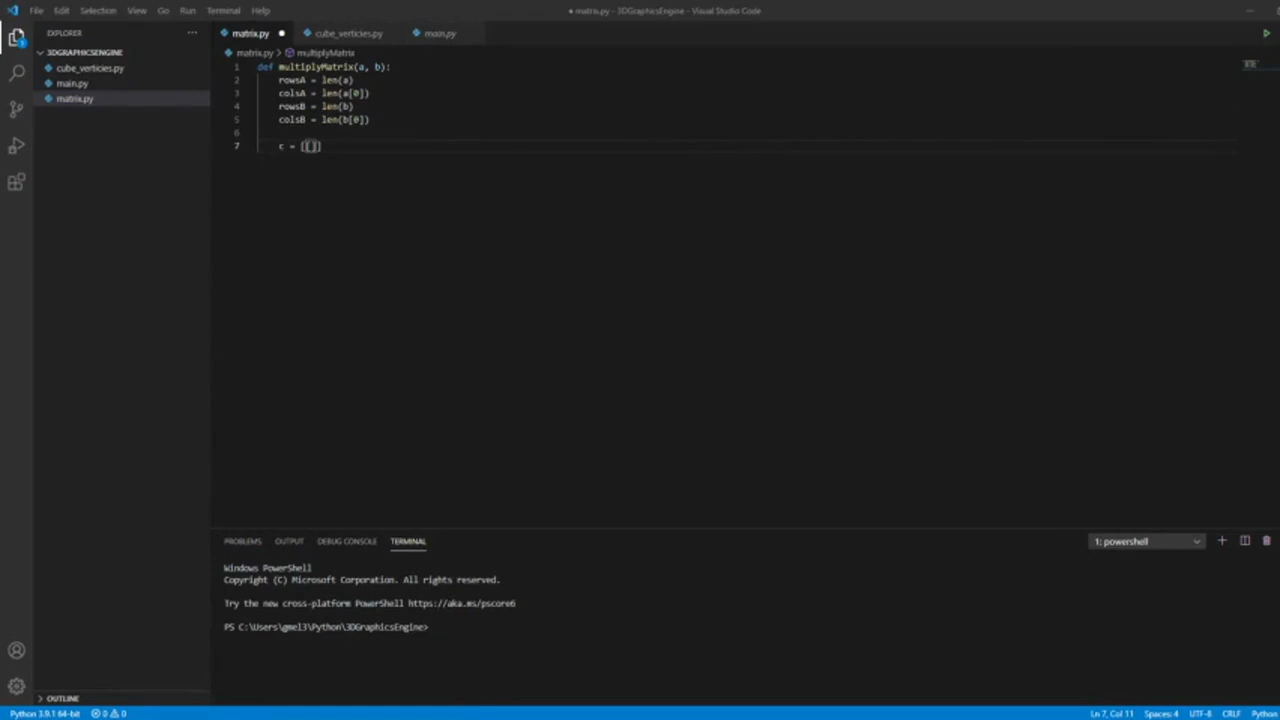 File Edit Selection View Go Run Terminal Help
● matrix.py - 3DGraphicsEngine - Visual Studio Code
EXPLORER ···
matrix.py ● cube_verticies.py main.py
3DGRAPHICSENGINE
cube_verticies.py
main.py
matrix.py
matrix.py > multiplyMatrix
1 def multiplyMatrix(a, b):
2 rowsA = len(a)
3 colsA = len(a[0])
4 rowsB = len(b)
5 colsB = len(b[0])
6
7 c = [[]]
PROBLEMS OUTPUT DEBUG CONSOLE TERMINAL
1: powershell
Windows PowerShell
Copyright (C) Microsoft Corporation. All rights reserved.
Try the new cross-platform PowerShell https://aka.ms/pscore6
PS C:\Users\gmel3\Python\3DGraphicsEngine>
OUTLINE
Python 3.9.1 64-bit 0 0
Ln 7, Col 11 Spaces: 4 UTF-8 CRLF Python